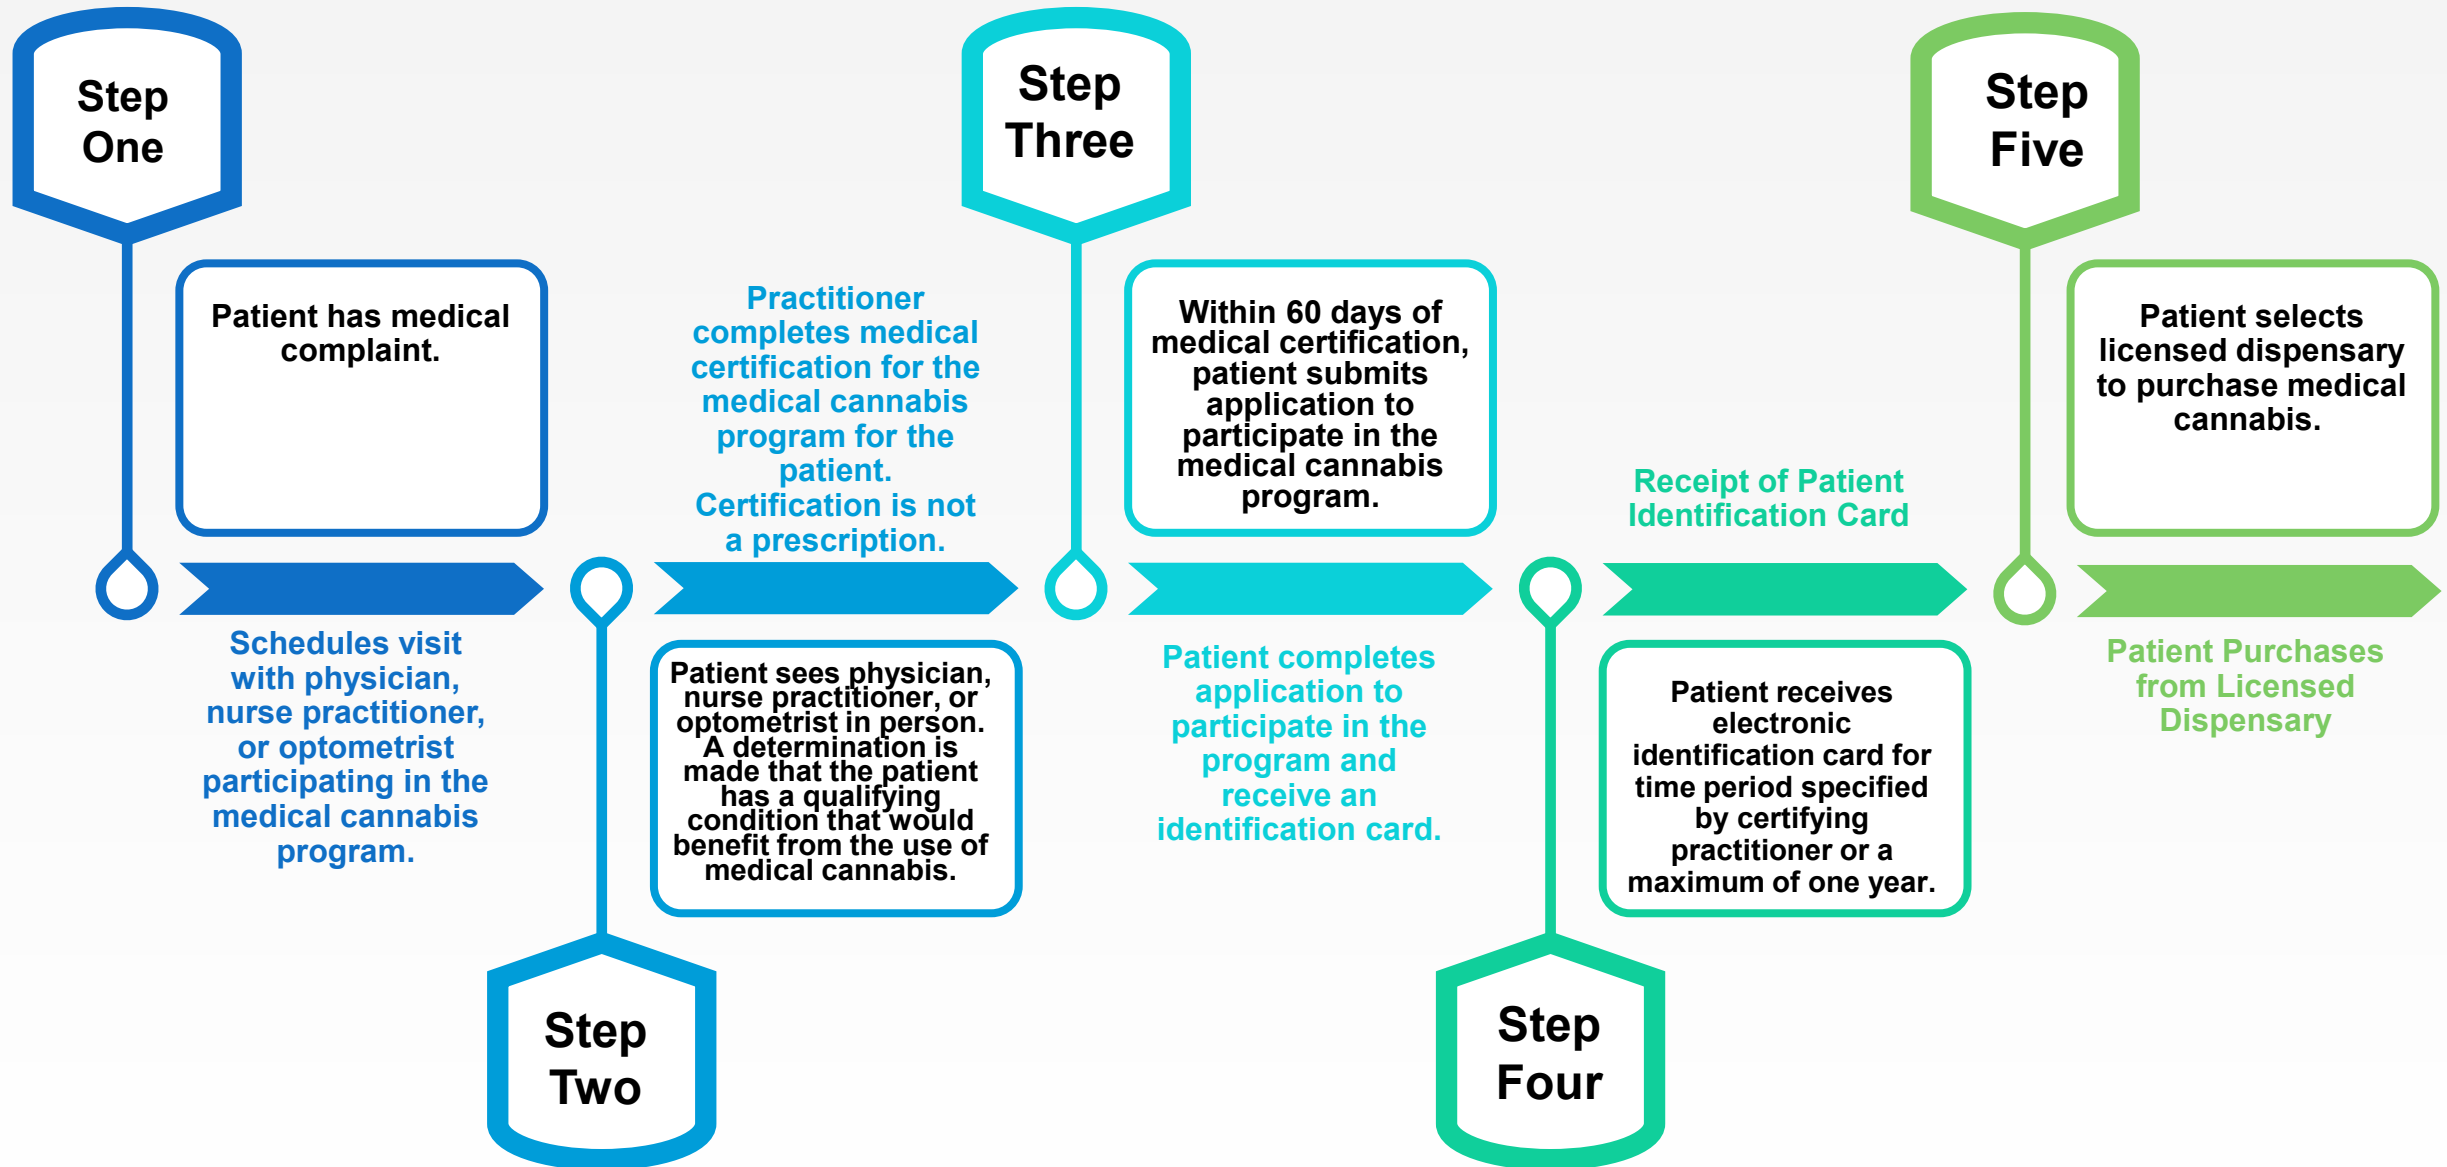 Step
One
Patient has medical
complaint.
Schedules visit
with physician,
nurse practitioner,
or optometrist
participating in the
medical cannabis
program.
Step
Two
Practitioner
completes medical
certification for the
medical cannabis
program for the
patient.
Certification is not
a prescription.
Patient sees physician,
nurse practitioner, or
optometrist in person.
A determination is
made that the patient
has a qualifying
condition that would
benefit from the use of
medical cannabis.
Step
Three
Within 60 days of
medical certification,
patient submits
application to
participate in the
medical cannabis
program.
Patient completes
application to
participate in the
program and
receive an
identification card.
Step
Four
Receipt of Patient
Identification Card
Patient receives
electronic
identification card for
time period specified
by certifying
practitioner or a
maximum of one year.
Step
Five
Patient selects
licensed dispensary
to purchase medical
cannabis.
Patient Purchases
from Licensed
Dispensary